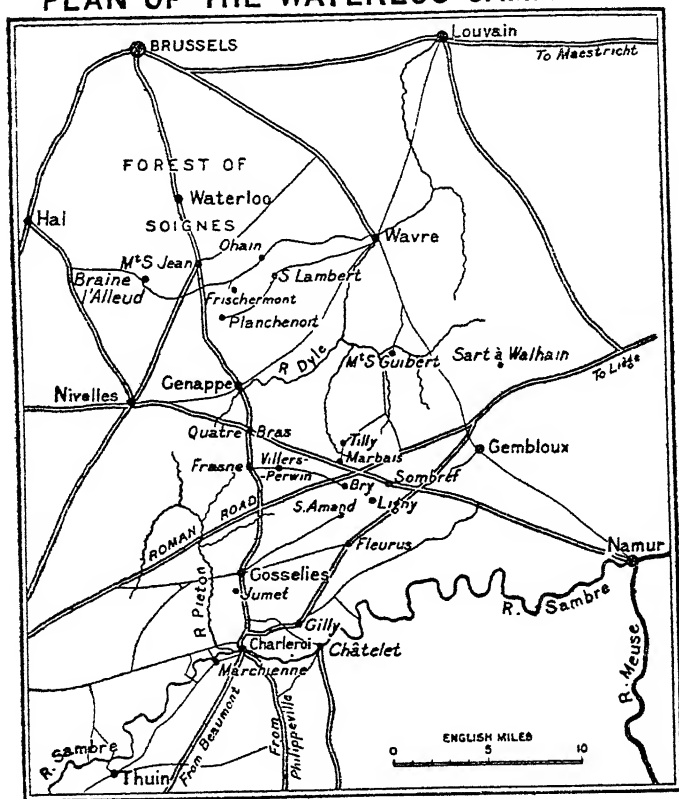 PLAN OF THE WATERLOO
BRUSSELS
Louvain
To Maestricht
FOREST OF
Waterloo
SOIGNES
Hal
Ohain
Wavre
Mt S Jean
S Lambert
Braine
l'Alleud
Frischermont
Planchenoit
R Dyle
Mt S Guibert
Sart à Walhain
To Liège
Genappe
Nivelles
Quatre Bras
Tilly
Marbais
Gembloux
Frasne
Villers-
-Perwin
Sombref
Bry
Ligny
S. Amand
ROMAN ROAD
Fleurus
Namur
Gosselies
Jumet
R. Pieton
R. Sambre
Gilly
Charleroi
Châtelet
Marchienne
R. Meuse
From Beaumont
From
Philippeville
ENGLISH MILES
0 5 10
R. Sambre
Thuin